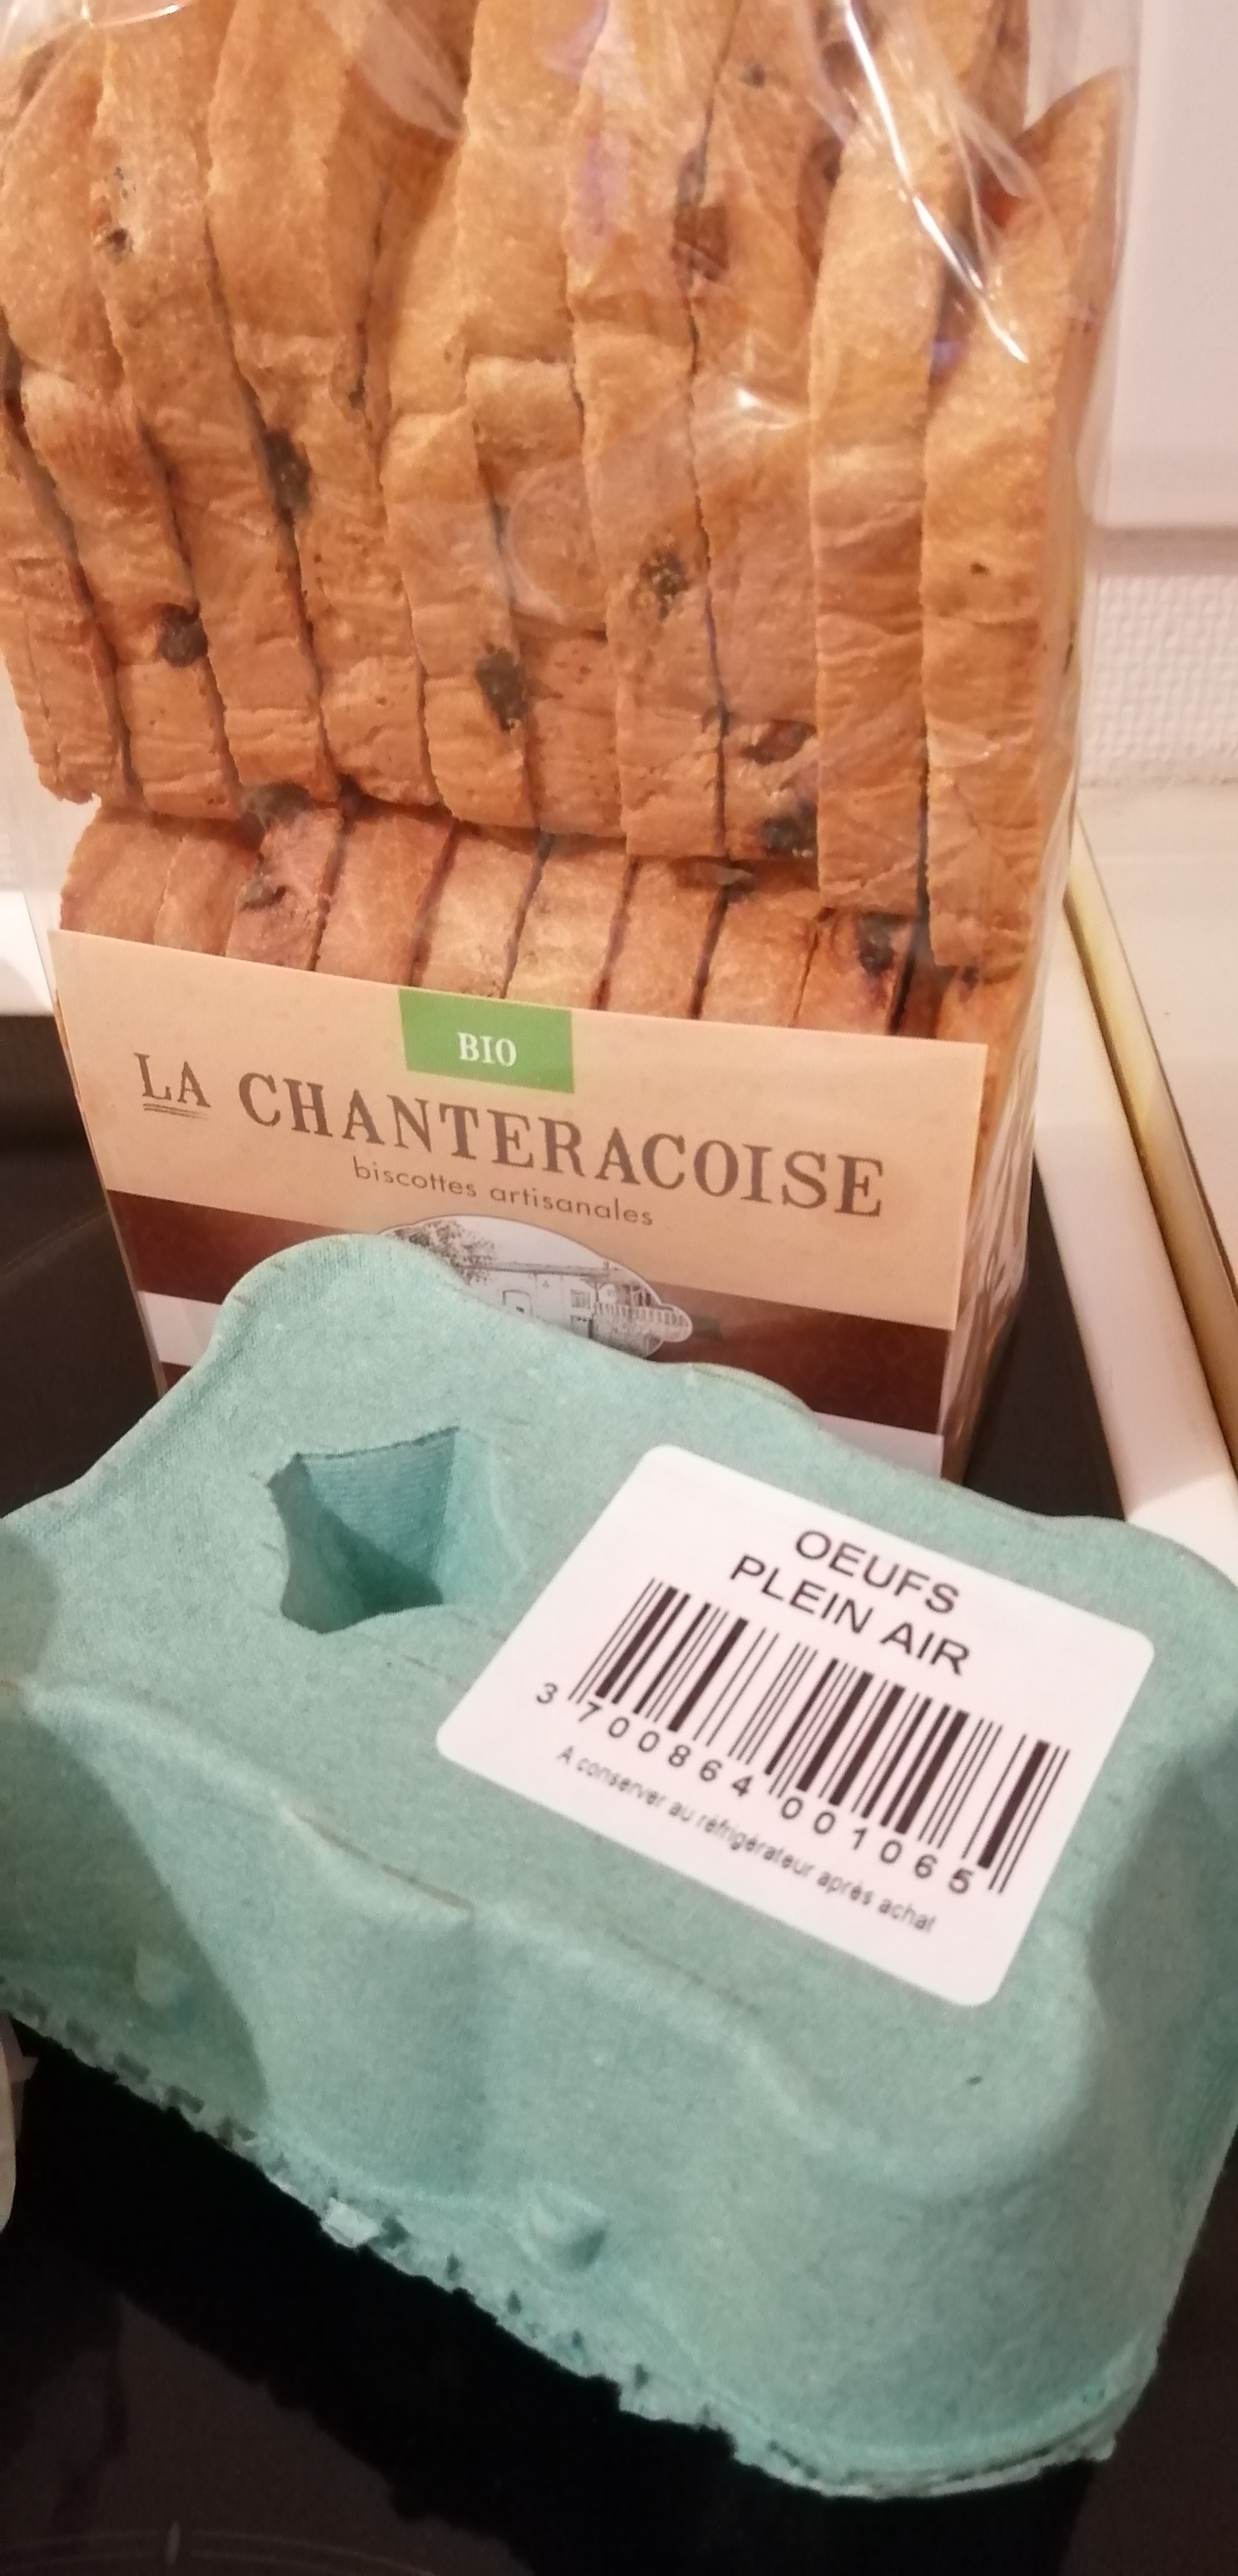 BIO
LA CHANTERACOISE
biscottes artisanales
OEUFS
PLEIN AIR
3 700864 001065
A conserver au réfrigérateur après achat